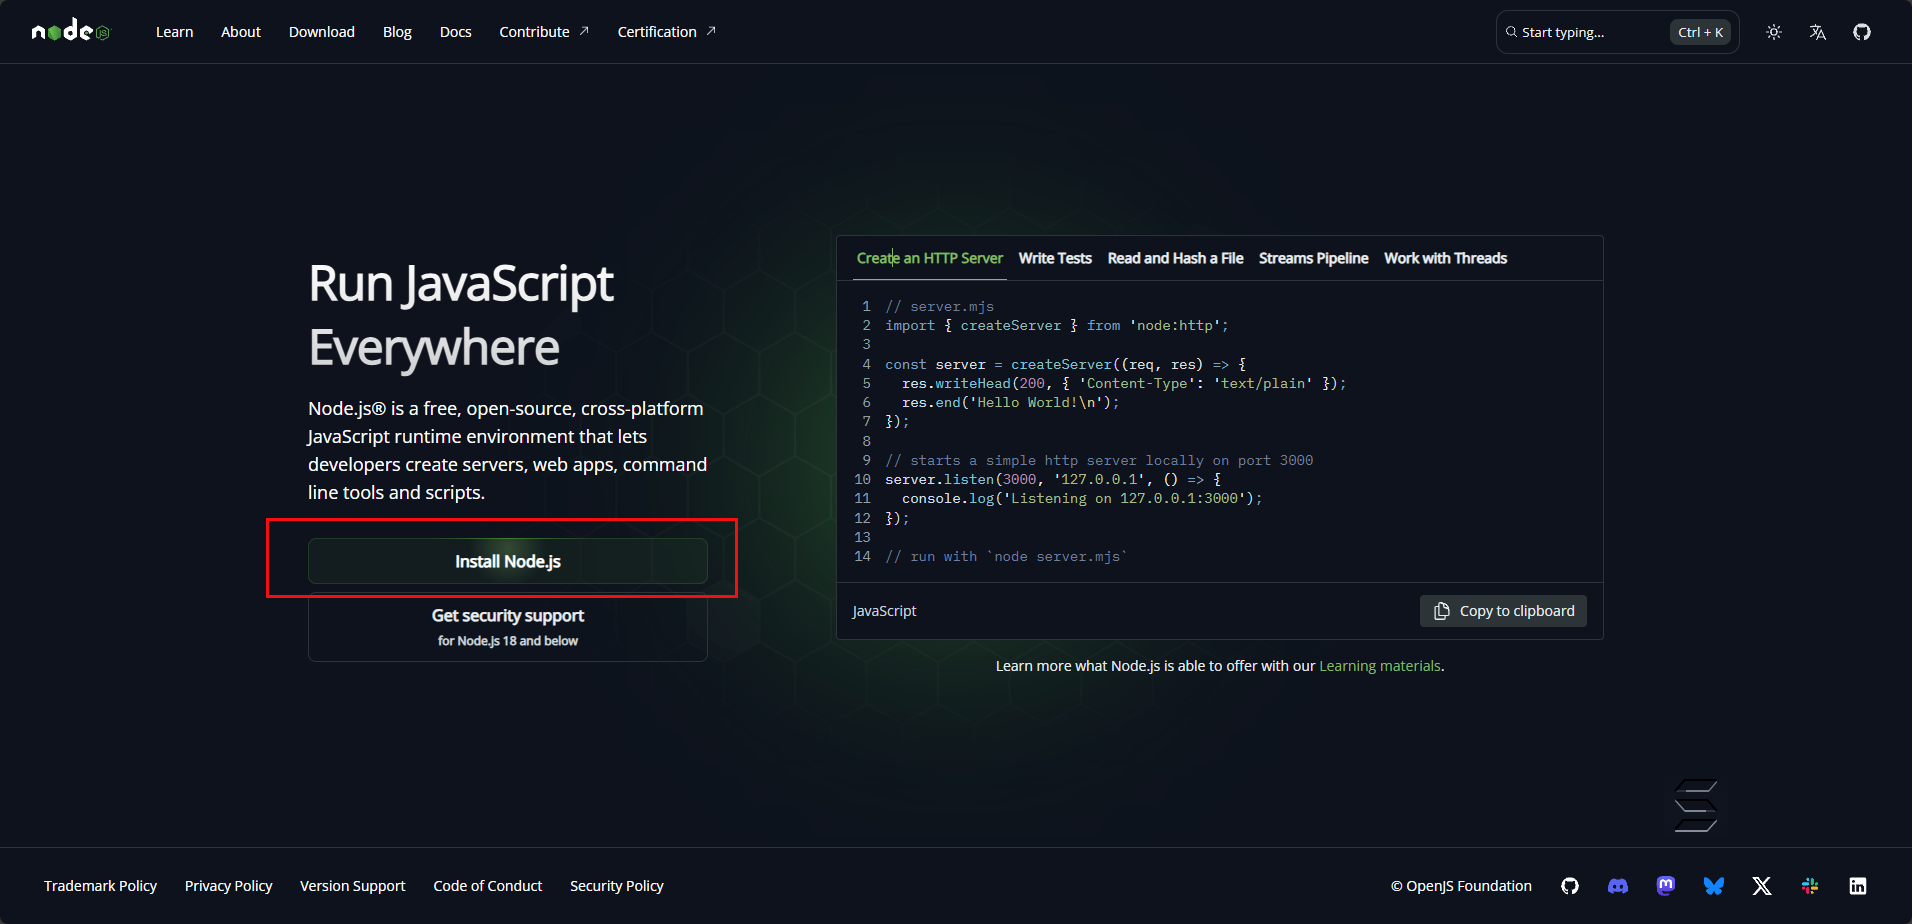 node JS
Learn About Download Blog Docs Contribute Certification
Start typing... Ctrl + K
Run JavaScript
Everywhere
Node.js® is a free, open-source, cross-platform
JavaScript runtime environment that lets
developers create servers, web apps, command
line tools and scripts.
Install Node.js
Get security support
for Node.js 18 and below
Create an HTTP Server Write Tests Read and Hash a File Streams Pipeline Work with Threads
1 // server.mjs
2 import { createServer } from 'node:http';
3
4 const server = createServer((req, res) => {
5   res.writeHead(200, { 'Content-Type': 'text/plain' });
6   res.end('Hello World!\n');
7 });
8
9 // starts a simple http server locally on port 3000
10 server.listen(3000, '127.0.0.1', () => {
11   console.log('Listening on 127.0.0.1:3000');
12 });
13
14 // run with `node server.mjs`
JavaScript Copy to clipboard
Learn more what Node.js is able to offer with our Learning materials.
Trademark Policy Privacy Policy Version Support Code of Conduct Security Policy
© OpenJS Foundation